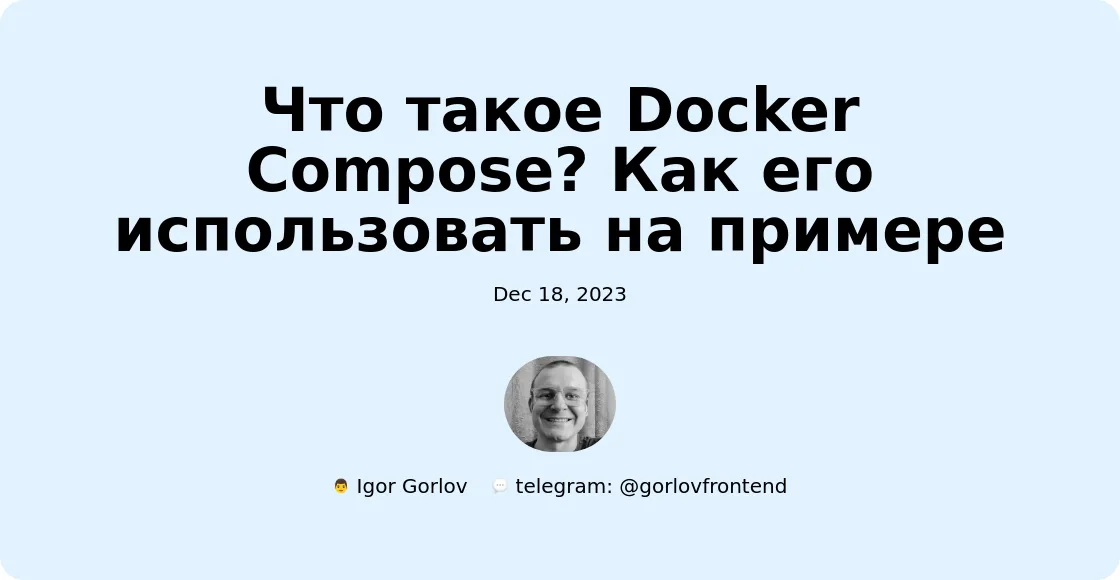 Что такое Docker
Compose? Как его
использовать на примере
Dec 18, 2023
👨 Igor Gorlov 💬 telegram: @gorlovfrontend